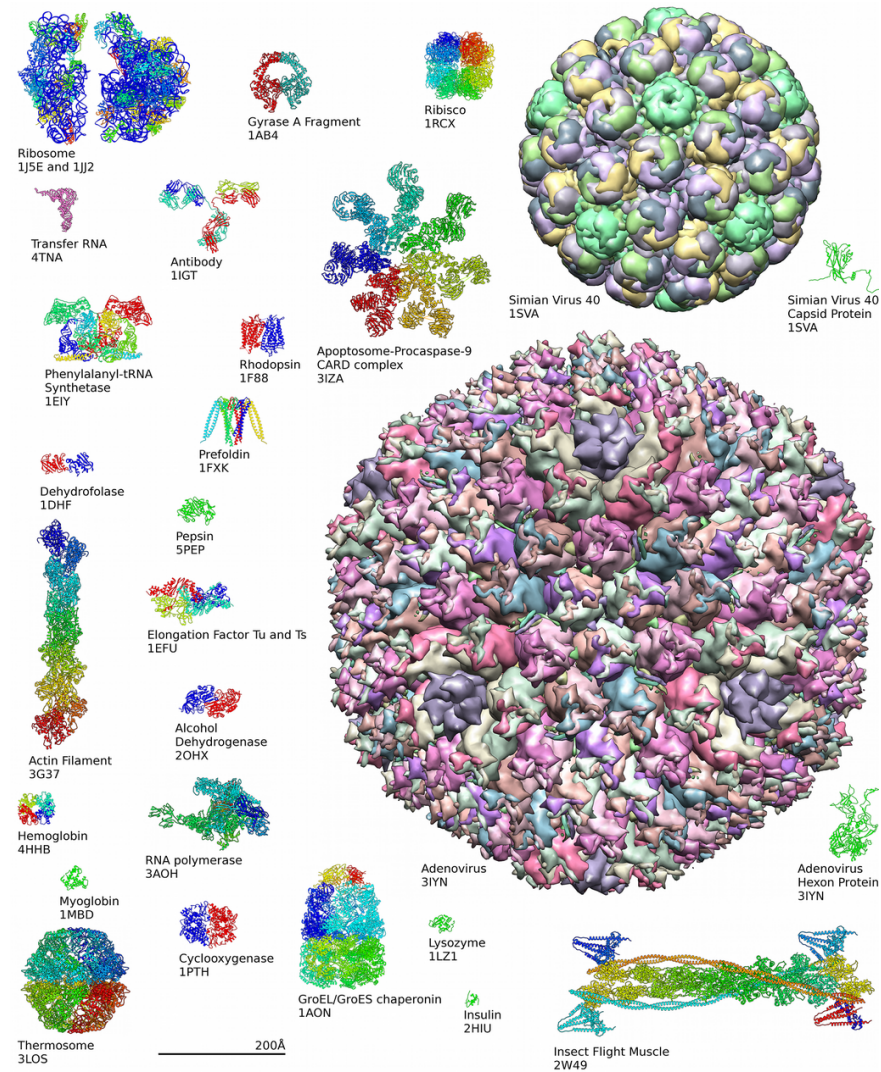 Ribosome
1J5E and 1JJ2
Gyrase A Fragment
1AB4
Ribisco
1RCX
Transfer RNA
4TNA
Antibody
1IGT
Apoptosome-Procaspase-9
CARD complex
3IZA
Simian Virus 40
1SVA
Simian Virus 40
Capsid Protein
1SVA
Phenylalanyl-tRNA
Synthetase
1EIY
Rhodopsin
1F88
Prefoldin
1FXK
Dehydrofolase
1DHF
Pepsin
5PEP
Elongation Factor Tu and Ts
1EFU
Actin Filament
3G37
Alcohol
Dehydrogenase
2OHX
Hemoglobin
4HHB
RNA polymerase
3AOH
Adenovirus
3IYN
Adenovirus
Hexon Protein
3IYN
Myoglobin
1MBD
Cyclooxygenase
1PTH
GroEL/GroES chaperonin
1AON
Lysozyme
1LZ1
Insulin
2HIU
Thermosome
3LOS
200Å
Insect Flight Muscle
2W49